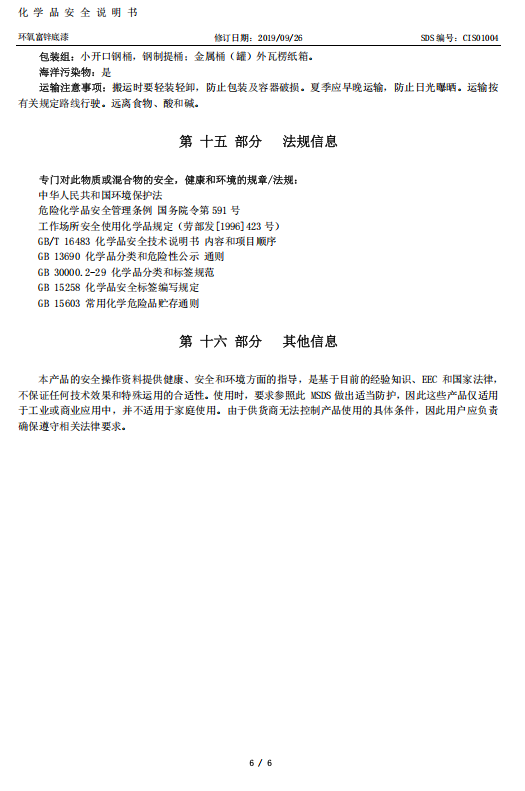 化 学 品 安 全 说 明 书
环氧富锌底漆 修订日期: 2019/09/26 SDS 编号: CIS01004
包装组: 小开口钢桶, 钢制提桶; 金属桶（罐）外瓦楞纸箱。
海洋污染物: 是
运输注意事项: 搬运时要轻装轻卸, 防止包装及容器破损。夏季应早晚运输, 防止日光曝晒。运输按
有关规定路线行驶。远离食物、酸和碱。
第 十五 部分 法规信息
专门对此物质或混合物的安全, 健康和环境的规章/法规:
中华人民共和国环境保护法
危险化学品安全管理条例 国务院令第 591 号
工作场所安全使用化学品规定（劳部发[1996]423 号）
GB/T 16483 化学品安全技术说明书 内容和项目顺序
GB 13690 化学品分类和危险性公示 通则
GB 30000.2-29 化学品分类和标签规范
GB 15258 化学品安全标签编写规定
GB 15603 常用化学危险品贮存通则
第 十六 部分 其他信息
本产品的安全操作资料提供健康、安全和环境方面的指导, 是基于目前的经验知识、EEC 和国家法律,
不保证任何技术效果和特殊运用的合适性。使用时, 要求参照此 MSDS 做出适当防护, 因此这些产品仅适用
于工业或商业应用中, 并不适用于家庭使用。由于供货商无法控制产品使用的具体条件, 因此用户应负责
确保遵守相关法律要求。
6 / 6